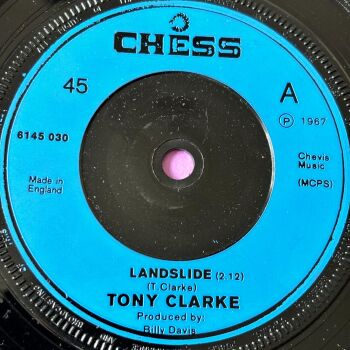 CHESS
45
A
6145 030
Ⓟ 1967
Made in
England
Chevis
Music
(MCPS)
LANDSLIDE (2.12)
(T. Clarke)
TONY CLARKE
Produced by:
Billy Davis